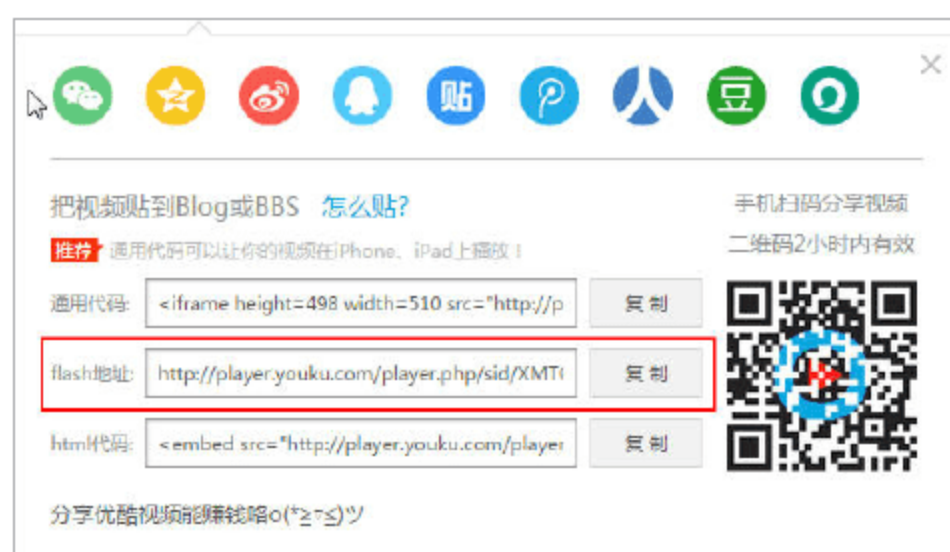 贴
豆
把视频贴到Blog或BBS 怎么贴?
手机扫码分享视频
二维码2小时内有效
推荐 通用代码可以让你的视频在iPhone、iPad上播放！
通用代码: <iframe height=498 width=510 src="http://p 复制
flash地址: http://player.youku.com/player.php/sid/XMT 复制
html代码: <embed src="http://player.youku.com/player 复制
分享优酷视频能赚钱咯o(*≥▽≤)ツ